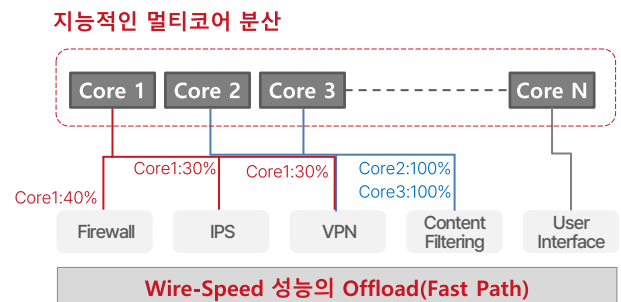 지능적인 멀티코어 분산
Core 1 Core 2 Core 3 Core N
Core1:30% Core1:30% Core2:100%
Core3:100%
Core1:40%
Firewall IPS VPN Content Filtering User Interface
Wire-Speed 성능의 Offload(Fast Path)